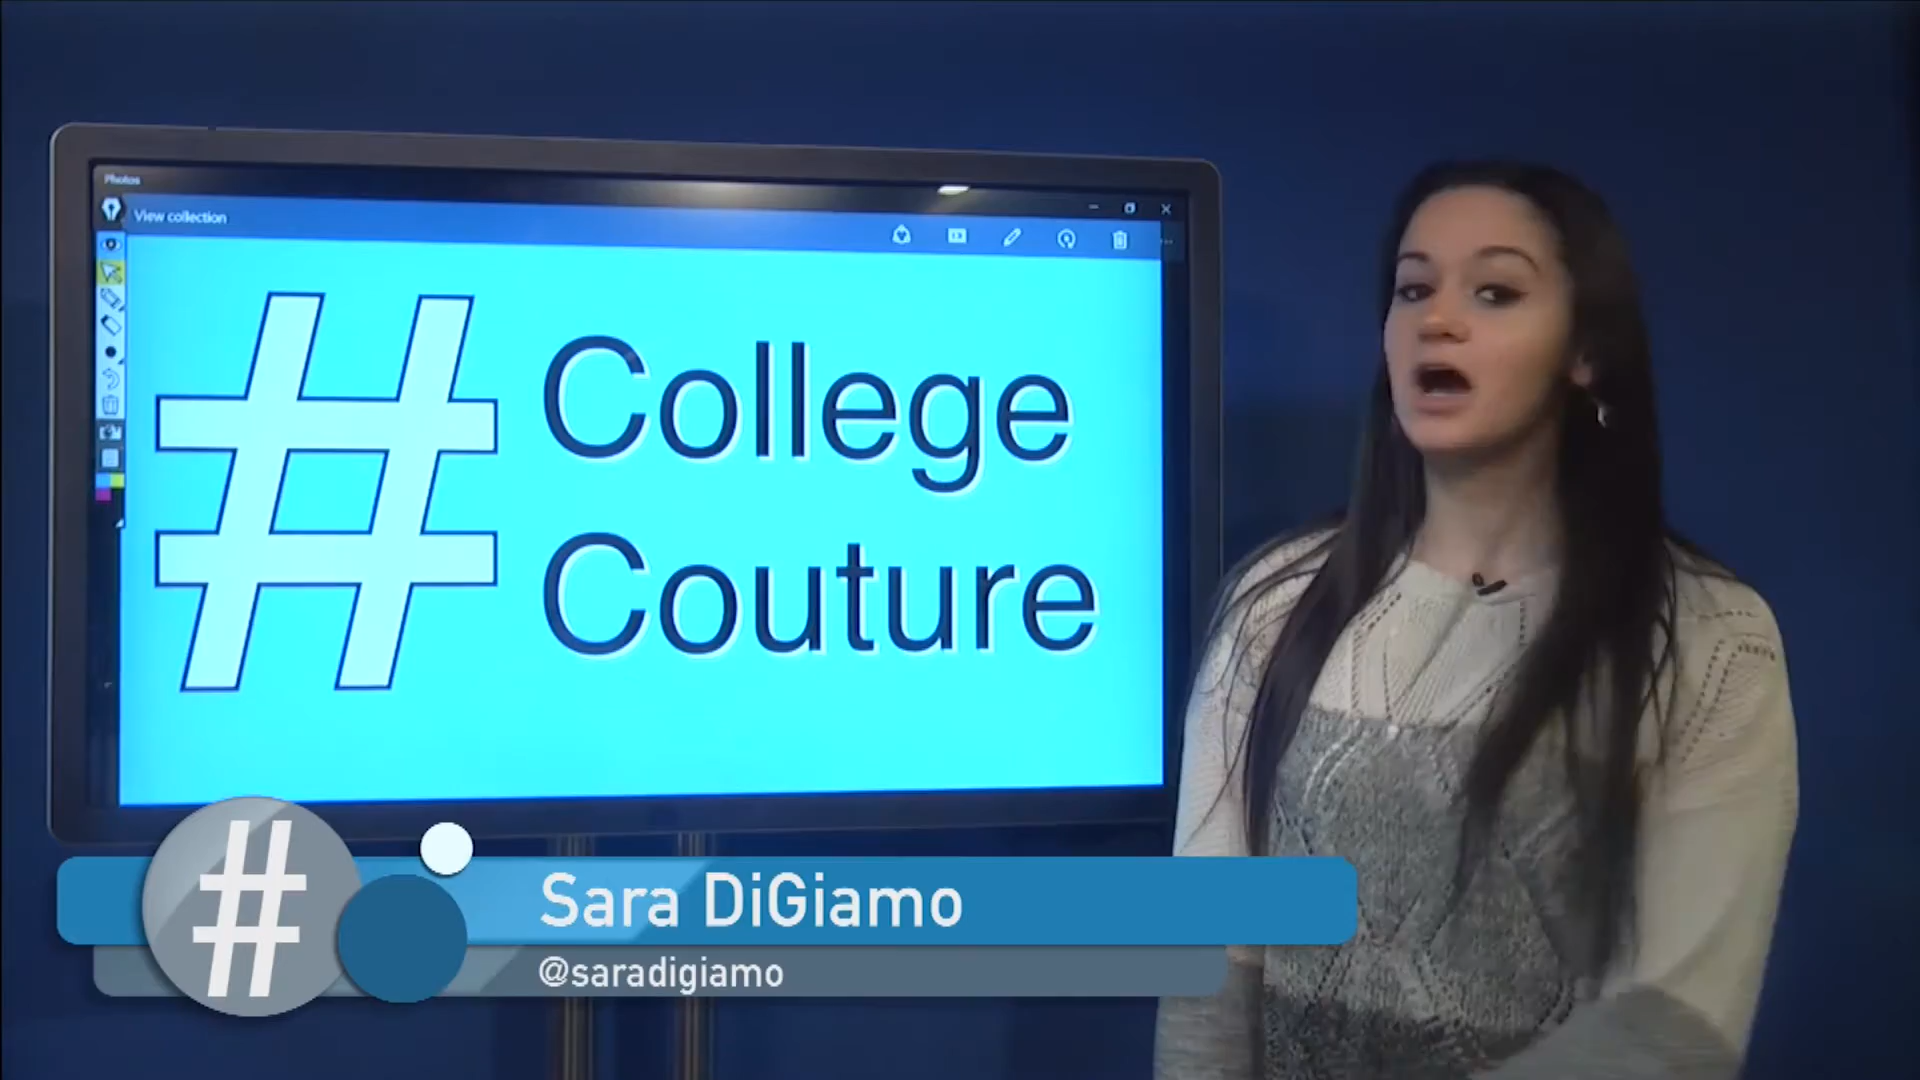 Photos
View collection
# College
Couture
#
Sara DiGiamo
@saradigiamo